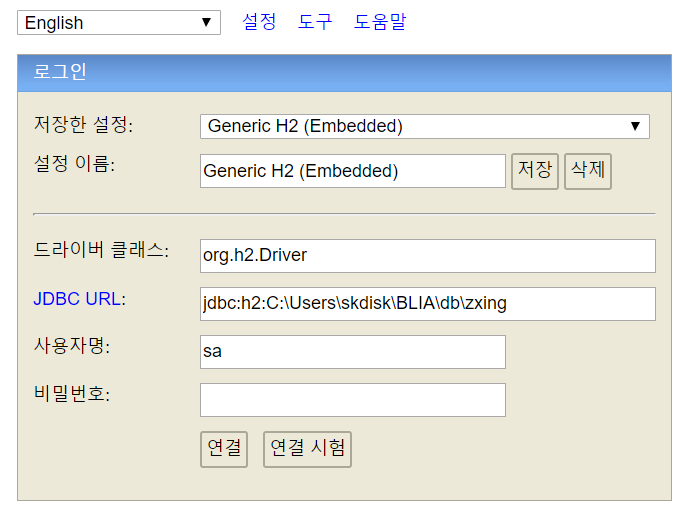 English 설정 도구 도움말
로그인
저장한 설정: Generic H2 (Embedded)
설정 이름: Generic H2 (Embedded) 저장 삭제
드라이버 클래스: org.h2.Driver
JDBC URL: jdbc:h2:C:\Users\skdisk\BLIA\db\zxing
사용자명: sa
비밀번호:
연결 연결 시험